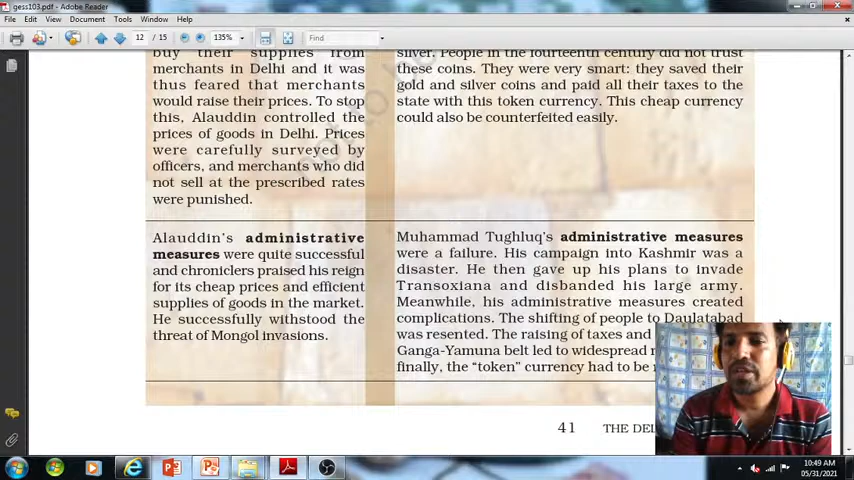 gess103.pdf - Adobe Reader
File Edit View Document Tools Window Help
12 / 15 135% Find
buy their supplies from
merchants in Delhi and it was
thus feared that merchants
would raise their prices. To stop
this, Alauddin controlled the
prices of goods in Delhi. Prices
were carefully surveyed by
officers, and merchants who did
not sell at the prescribed rates
were punished.
silver. People in the fourteenth century did not trust
these coins. They were very smart: they saved their
gold and silver coins and paid all their taxes to the
state with this token currency. This cheap currency
could also be counterfeited easily.
Alauddin's administrative
measures were quite successful
and chroniclers praised his reign
for its cheap prices and efficient
supplies of goods in the market.
He successfully withstood the
threat of Mongol invasions.
Muhammad Tughluq's administrative measures
were a failure. His campaign into Kashmir was a
disaster. He then gave up his plans to invade
Transoxiana and disbanded his large army.
Meanwhile, his administrative measures created
complications. The shifting of people to Daulatabad
was resented. The raising of taxes and
Ganga-Yamuna belt led to widespread
finally, the "token" currency had to be
41 THE
10:49 AM
05/31/2021